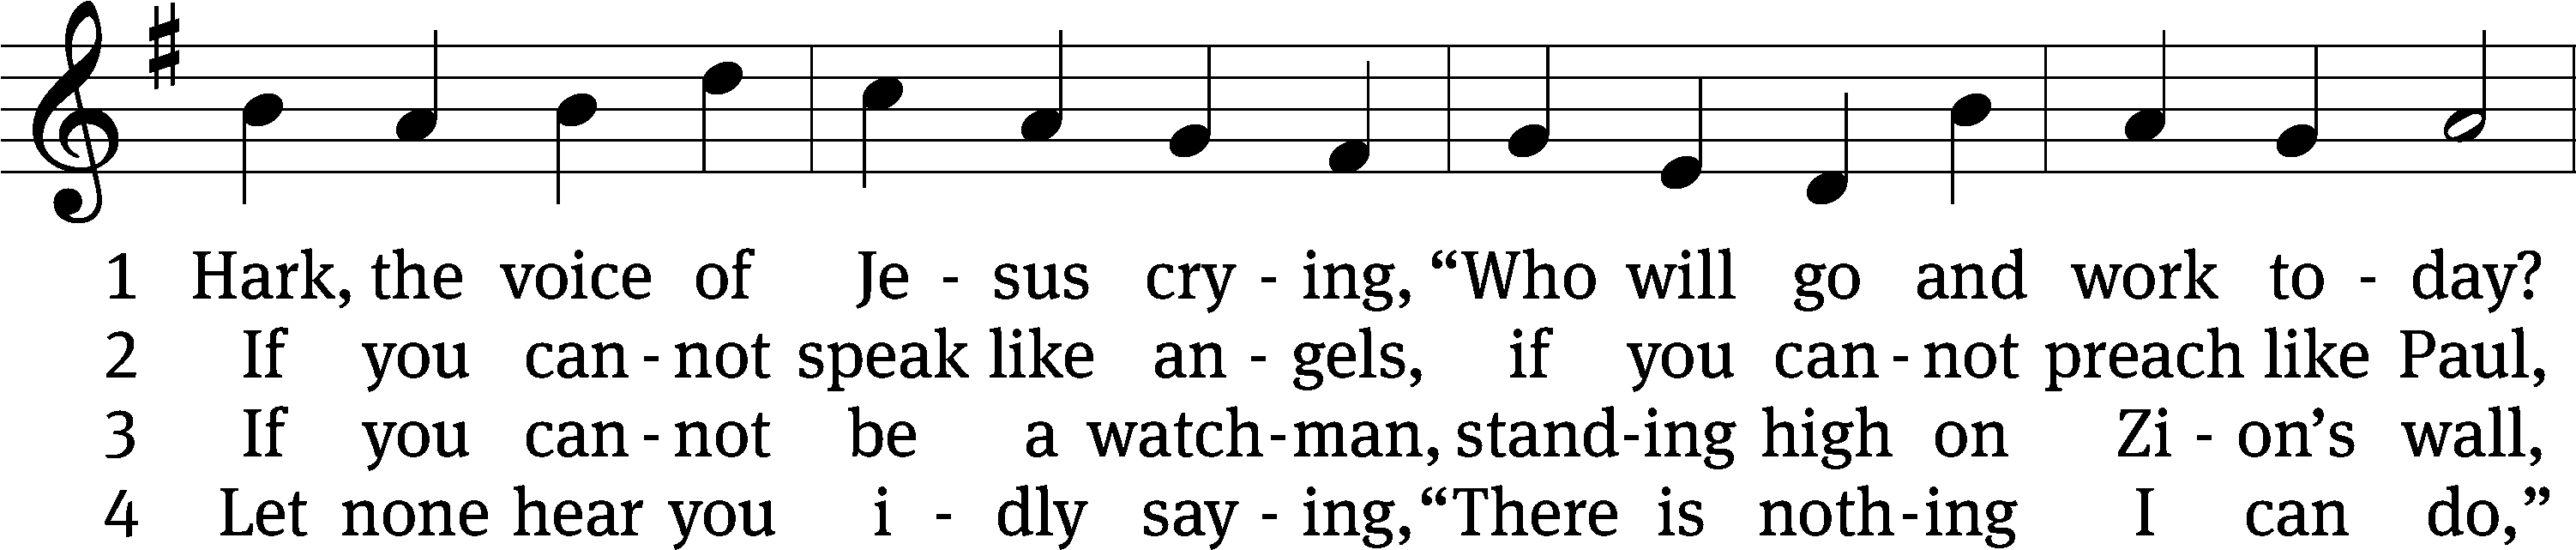 1 Hark, the voice of Je - sus cry - ing, “Who will go and work to - day?
2 If you can - not speak like an - gels, if you can - not preach like Paul,
3 If you can - not be a watch - man, stand - ing high on Zi - on’s wall,
4 Let none hear you i - dly say - ing, “There is noth - ing I can do,”